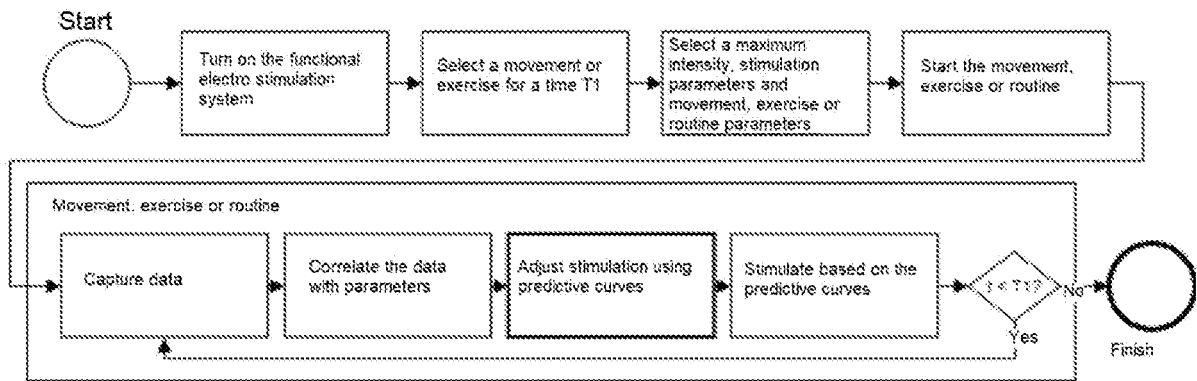 Start
Turn on the functional
electro stimulation
system
Select a movement or
exercise for a time T1
Select a maximum
intensity, stimulation
parameters and
movement, exercise or
routine parameters
Start the movement,
exercise or routine
Movement, exercise or routine
Capture data
Correlate the data
with parameters
Adjust stimulation using
predictive curves
Stimulate based on the
predictive curves
t < T1?
No
Yes
Finish